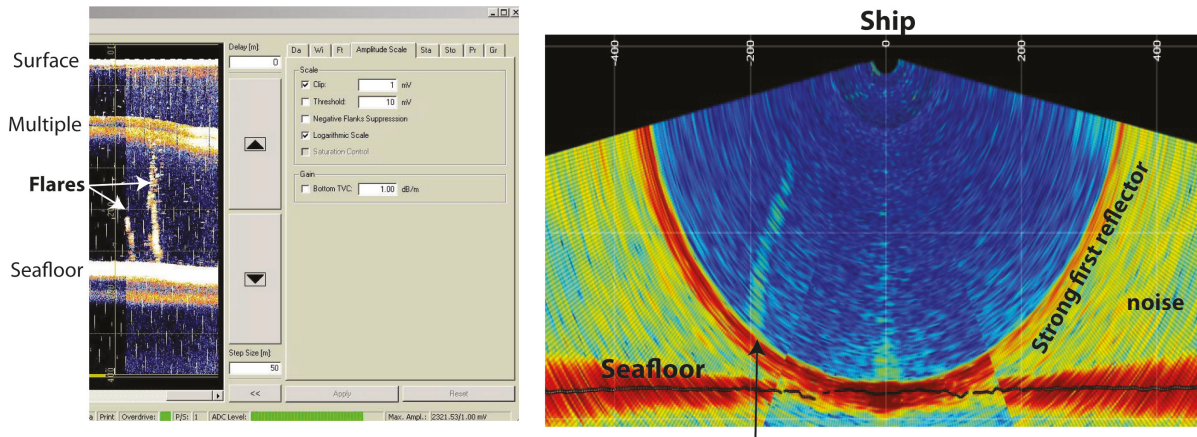 Surface
Multiple
Flares
Seafloor
Delay [m]:
0
Step Size [m]:
50
<<
Da Wi Ft Amplitude Scale Sta Sto Pr Gr
Scale
Clip: 1 mV
Threshold: 10 mV
Negative Flanks Suppresssion
Logarithmic Scale
Saturation Control
Gain
Bottom TVC: 1.00 dB/m
Apply
Reset
a Print Overdrive: P/S: 1 ADC Level: Max. Ampl.: 2321.53/1.00 mV
Ship
-400
-200
0
200
400
Strong first reflector
noise
Seafloor